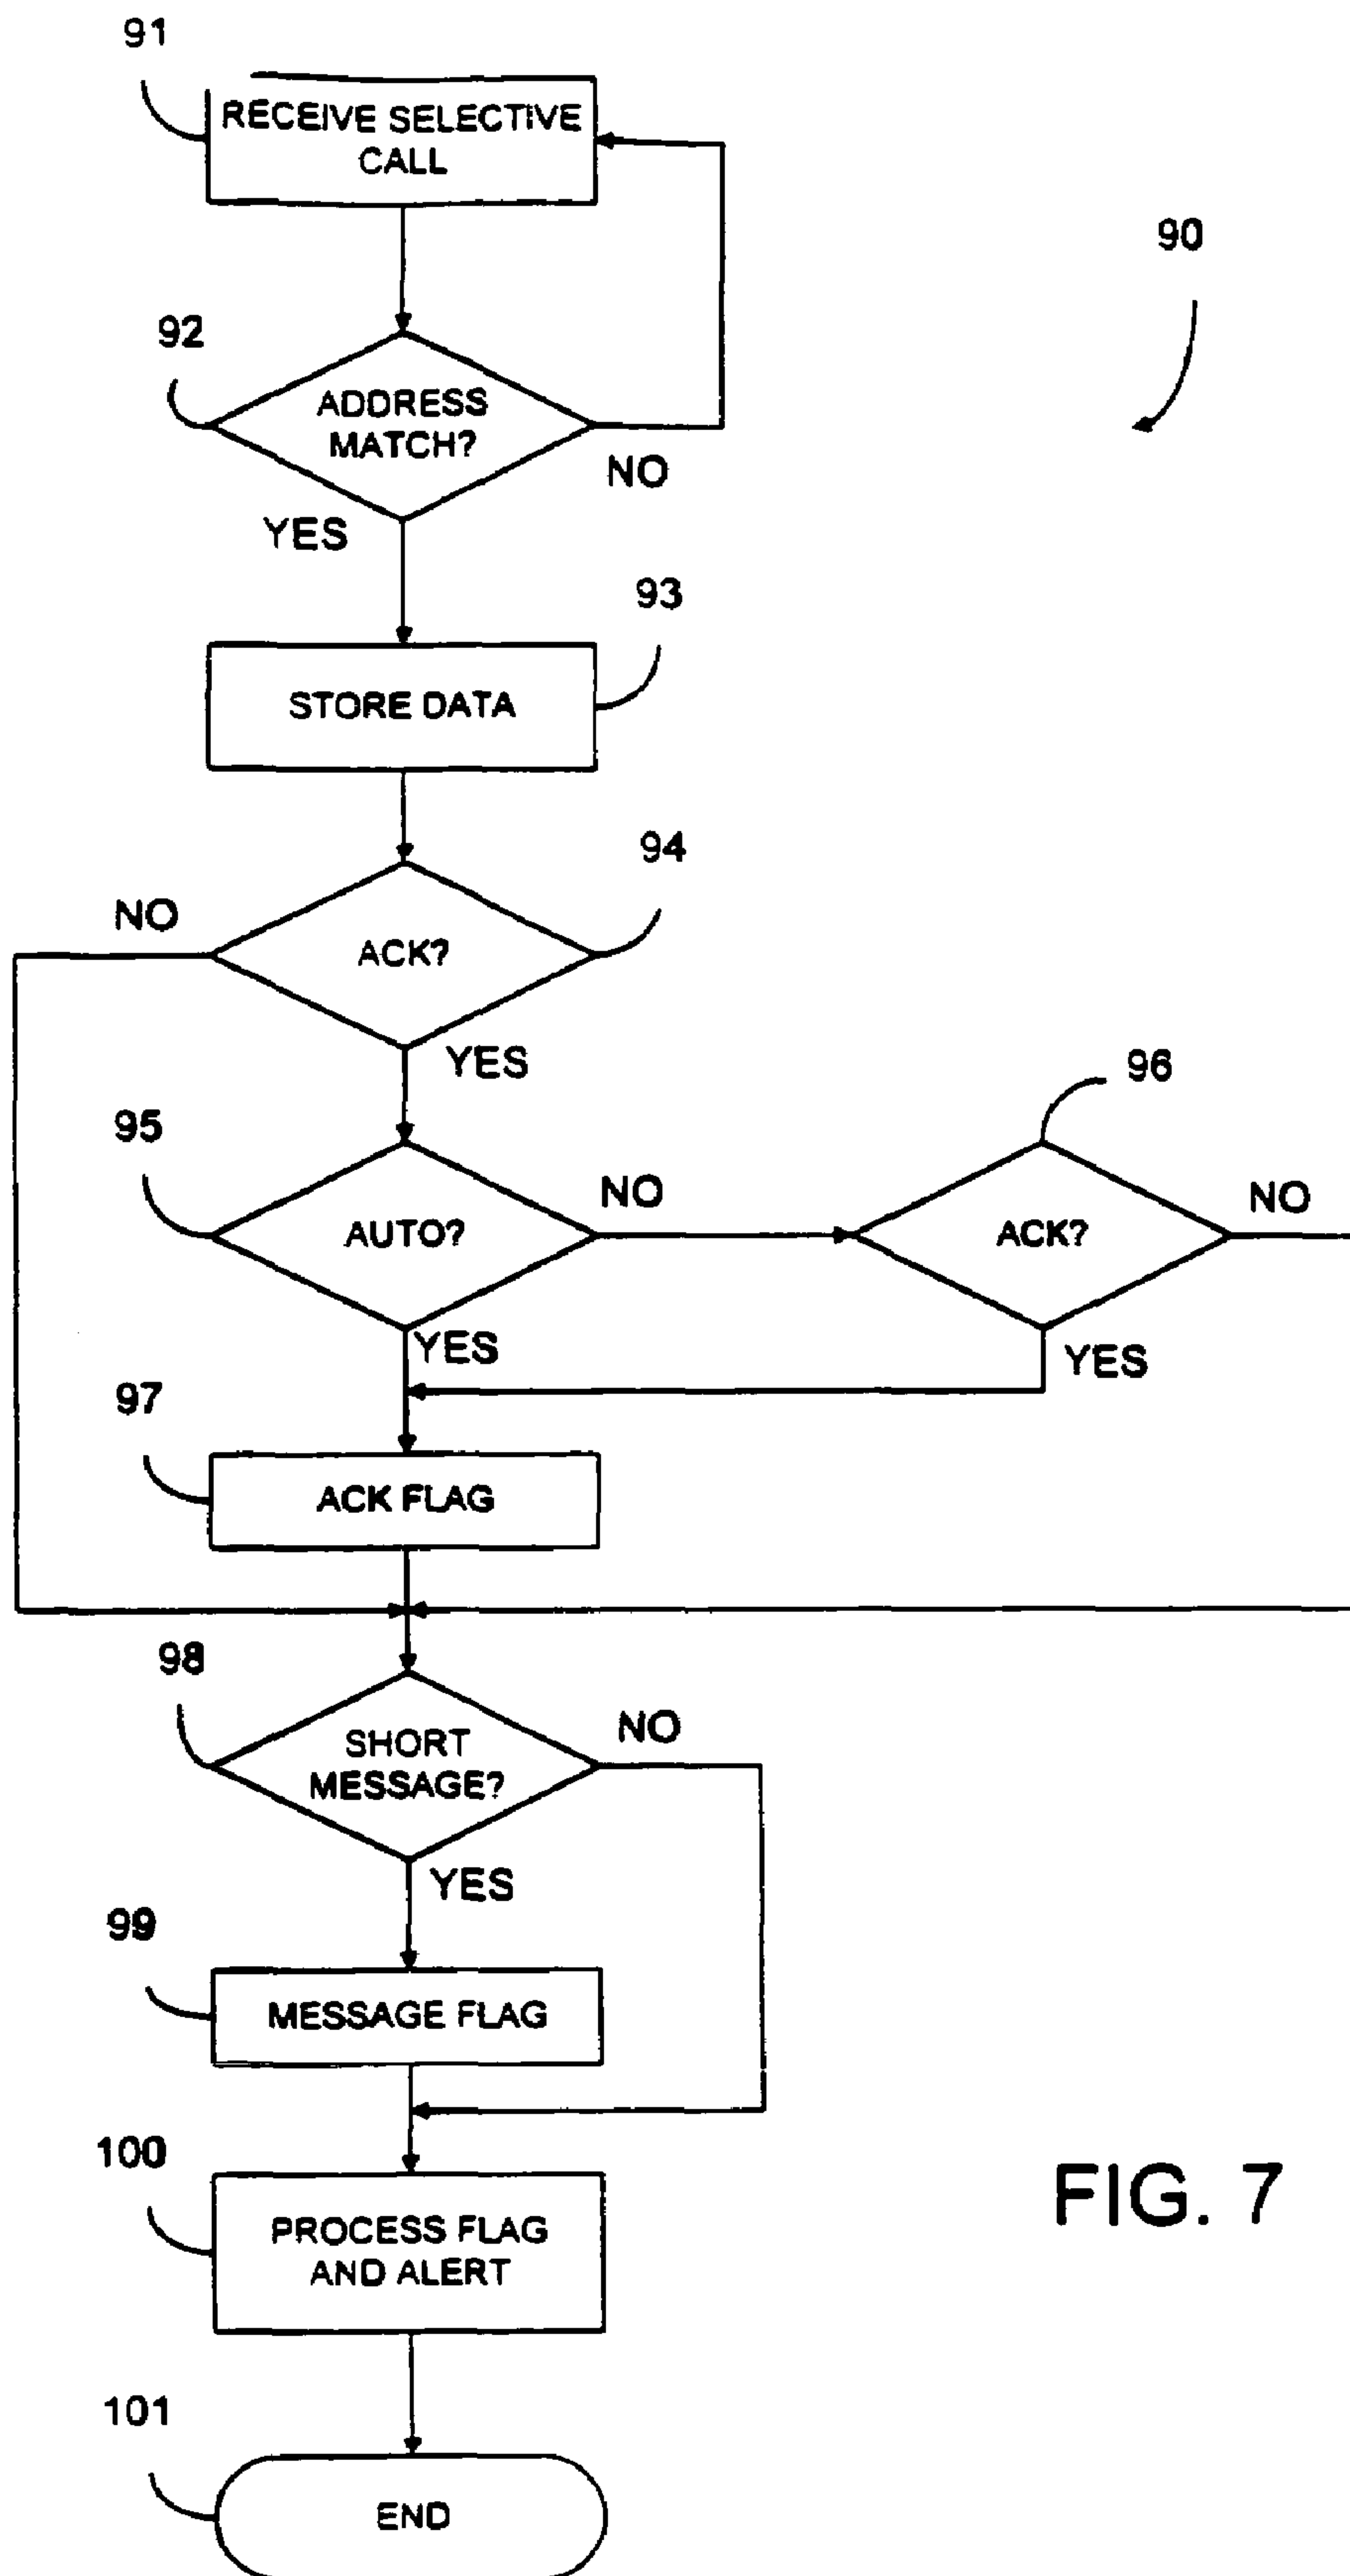 91
RECEIVE SELECTIVE
CALL
90
92
ADDRESS
MATCH?
NO
YES
93
STORE DATA
94
NO
ACK?
YES
95
96
AUTO?
NO
ACK?
NO
YES
YES
97
ACK FLAG
98
SHORT
MESSAGE?
NO
YES
99
MESSAGE FLAG
100
PROCESS FLAG
AND ALERT
FIG. 7
101
END